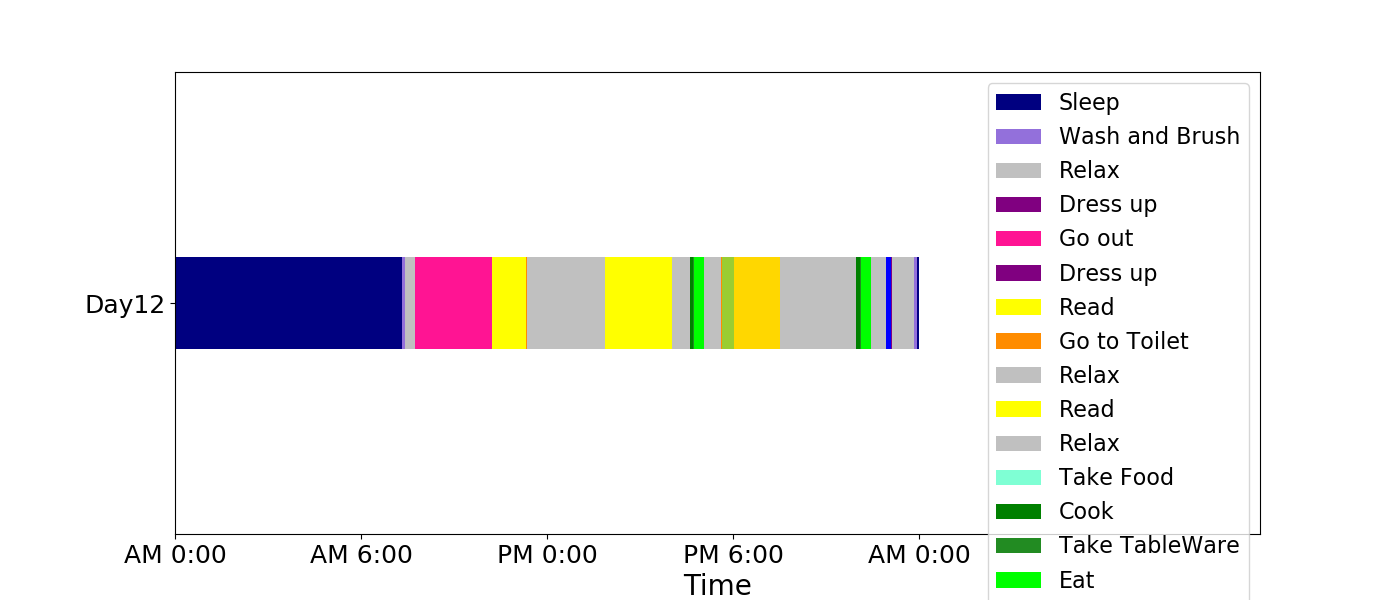 Sleep
Wash and Brush
Relax
Dress up
Go out
Dress up
Read
Go to Toilet
Relax
Read
Relax
Take Food
Cook
Take TableWare
Eat
Day12
AM 0:00 AM 6:00 PM 0:00 PM 6:00 AM 0:00
Time